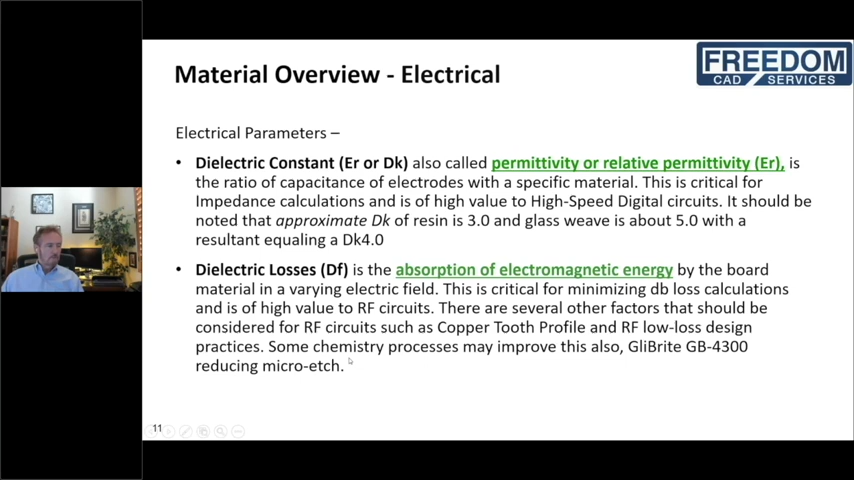 FREEDOM
CAD SERVICES
Material Overview - Electrical
Electrical Parameters –
• Dielectric Constant (Er or Dk) also called permittivity or relative permittivity (Er), is
the ratio of capacitance of electrodes with a specific material. This is critical for
Impedance calculations and is of high value to High-Speed Digital circuits. It should be
noted that approximate Dk of resin is 3.0 and glass weave is about 5.0 with a
resultant equaling a Dk4.0
• Dielectric Losses (Df) is the absorption of electromagnetic energy by the board
material in a varying electric field. This is critical for minimizing db loss calculations
and is of high value to RF circuits. There are several other factors that should be
considered for RF circuits such as Copper Tooth Profile and RF low-loss design
practices. Some chemistry processes may improve this also, GliBrite GB-4300
reducing micro-etch.
11